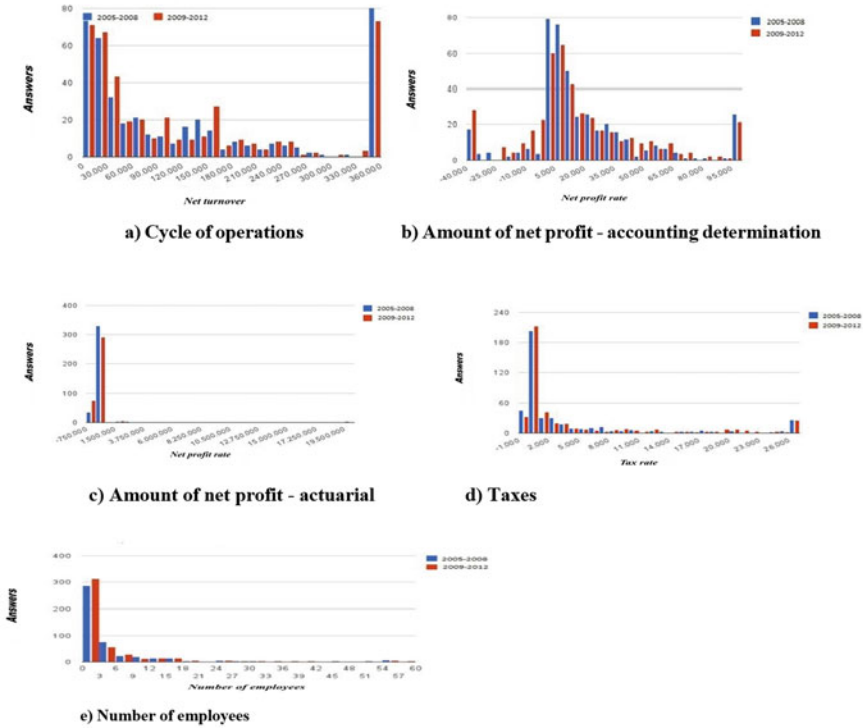 80
60
40
20
0
Answers
2005-2008 2009-2012
0 30.000 60.000 90.000 120.000 150.000 180.000 210.000 240.000 270.000 300.000 330.000 360.000
Net turnover
a) Cycle of operations
80
60
40
20
0
Answers
2005-2008
2009-2012
-40.000 -25.000 -10.000 5.000 20.000 35.000 50.000 65.000 80.000 95.000
Net profit rate
b) Amount of net profit - accounting determination
400
300
200
100
0
Answers
2005-2008
2009-2012
-750.000 1.500.000 3.750.000 6.000.000 8.250.000 10.500.000 12.750.000 15.000.000 17.250.000 19.500.000
Net profit rate
c) Amount of net profit - actuarial
240
180
120
60
0
Answers
2005-2008
2009-2012
-1.000 2.000 5.000 8.000 11.000 14.000 17.000 20.000 23.000 26.000
Tax rate
d) Taxes
400
300
200
100
0
Answers
2005-2008
2009-2012
0 6 12 18 24 30 36 42 48 54 60
3 9 15 21 27 33 39 45 51 57
Number of employees
e) Number of employees